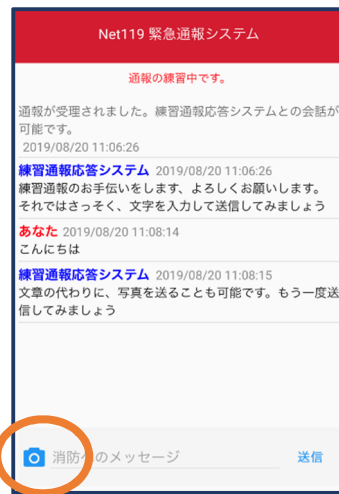 Net119 緊急通報システム
通報の練習中です。
通報が受理されました。練習通報応答システムとの会話が
可能です。
2019/08/20 11:06:26
練習通報応答システム 2019/08/20 11:06:26
練習通報のお手伝いをします、よろしくお願いします。
それではさっそく、文字を入力して送信してみましょう
あなた 2019/08/20 11:08:14
こんにちは
練習通報応答システム 2019/08/20 11:08:15
文章の代わりに、写真を送ることも可能です。もう一度送
信してみましょう
消防へのメッセージ
送信